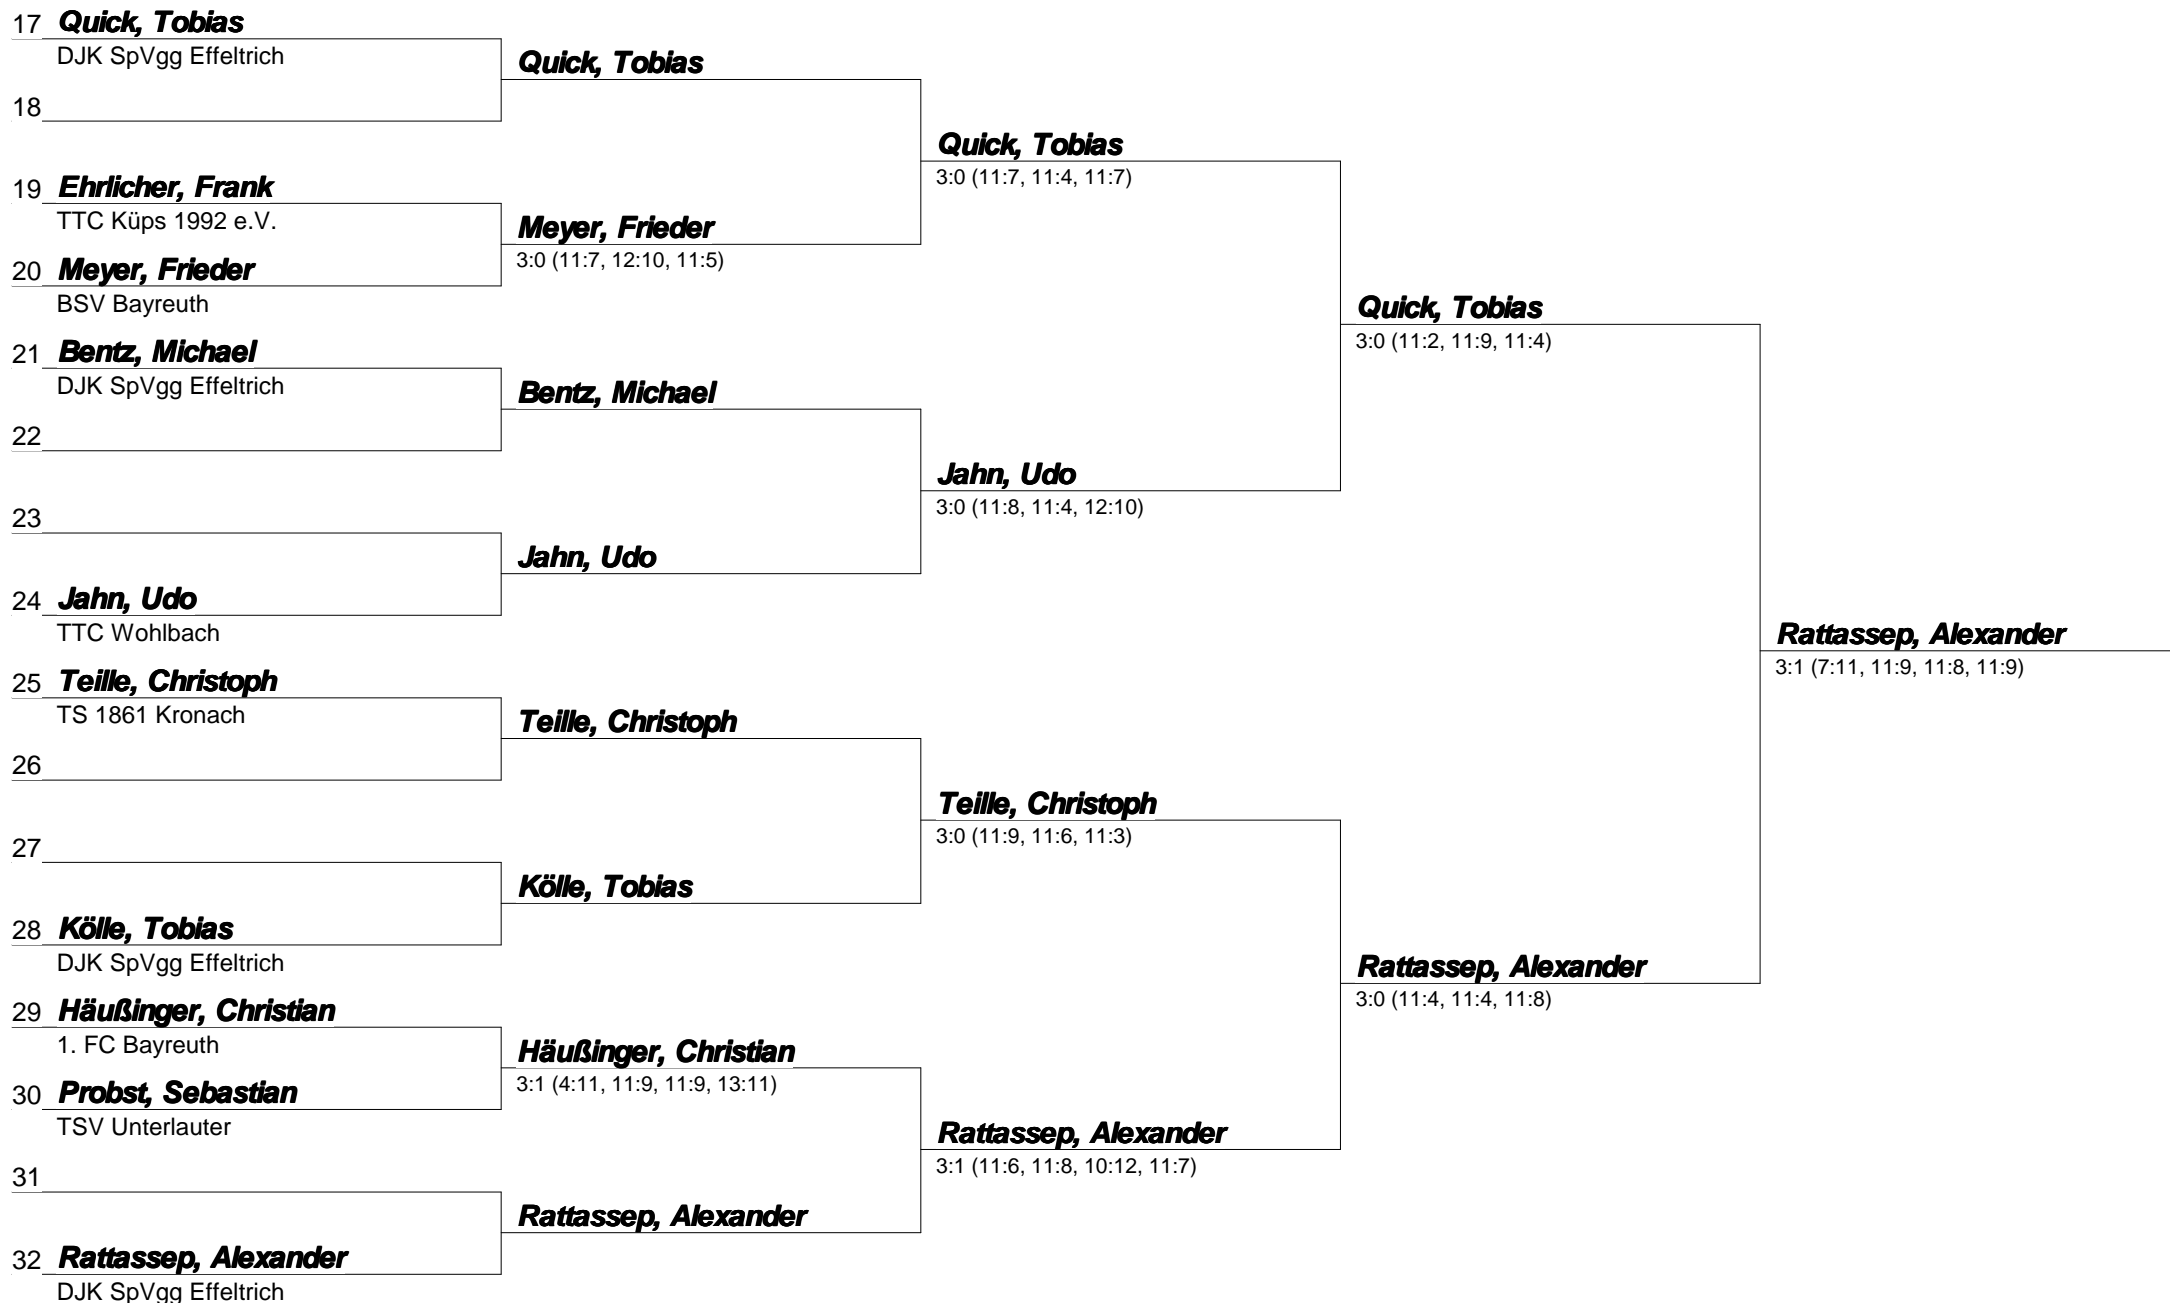 17 Quick, Tobias
DJK SpVgg Effeltrich
18
19 Ehrlicher, Frank
TTC Küps 1992 e.V.
20 Meyer, Frieder
BSV Bayreuth
21 Bentz, Michael
DJK SpVgg Effeltrich
22
23
24 Jahn, Udo
TTC Wohlbach
25 Teille, Christoph
TS 1861 Kronach
26
27
28 Kölle, Tobias
DJK SpVgg Effeltrich
29 Häußinger, Christian
1. FC Bayreuth
30 Probst, Sebastian
TSV Unterlauter
31
32 Rattassep, Alexander
DJK SpVgg Effeltrich
Quick, Tobias
Meyer, Frieder
3:0 (11:7, 12:10, 11:5)
Bentz, Michael
Jahn, Udo
Teille, Christoph
Kölle, Tobias
Häußinger, Christian
3:1 (4:11, 11:9, 11:9, 13:11)
Rattassep, Alexander
Quick, Tobias
3:0 (11:7, 11:4, 11:7)
Jahn, Udo
3:0 (11:8, 11:4, 12:10)
Teille, Christoph
3:0 (11:9, 11:6, 11:3)
Rattassep, Alexander
3:1 (11:6, 11:8, 10:12, 11:7)
Quick, Tobias
3:0 (11:2, 11:9, 11:4)
Rattassep, Alexander
3:0 (11:4, 11:4, 11:8)
Rattassep, Alexander
3:1 (7:11, 11:9, 11:8, 11:9)